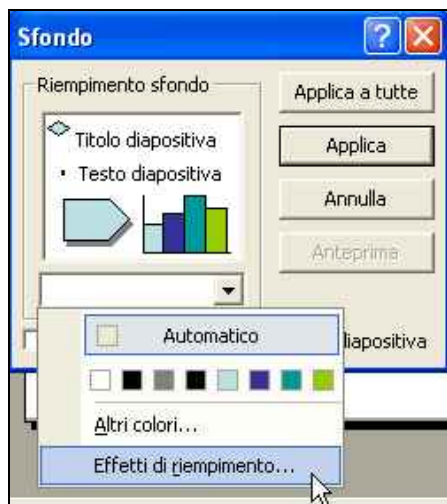 Sfondo
Riempimento sfondo
Titolo diapositiva
• Testo diapositiva
Applica a tutte
Applica
Annulla
Anteprima
Automatico
diapositiva
Altri colori...
Effetti di riempimento...